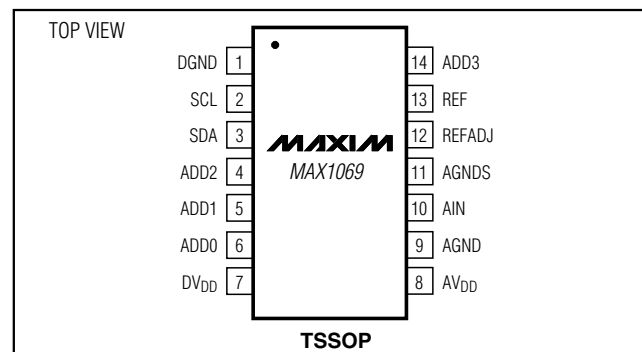 TOP VIEW
DGND 1
SCL 2
SDA 3
ADD2 4
ADD1 5
ADD0 6
DVDD 7
MAXIM
MAX1069
14 ADD3
13 REF
12 REFADJ
11 AGNDS
10 AIN
9 AGND
8 AVDD
TSSOP